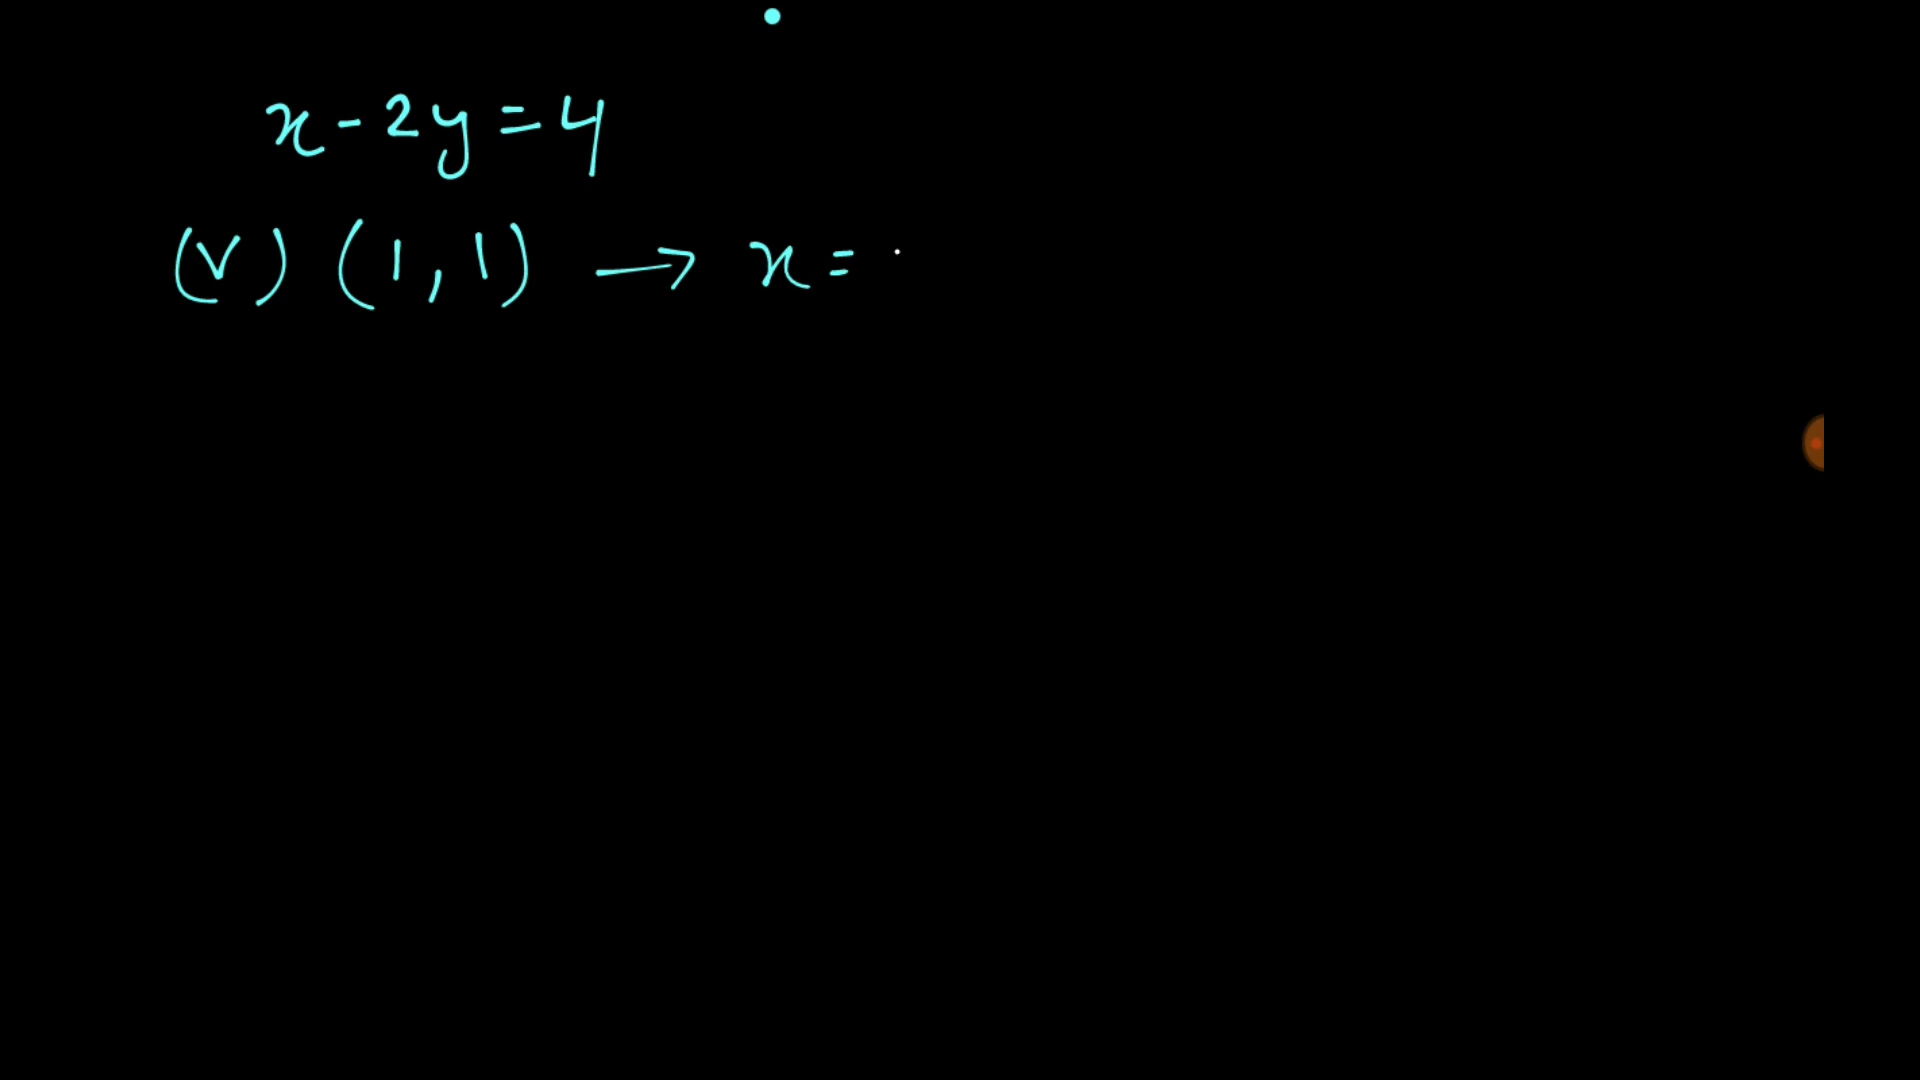 x - 2y = 4
(v) (1, 1) → x =